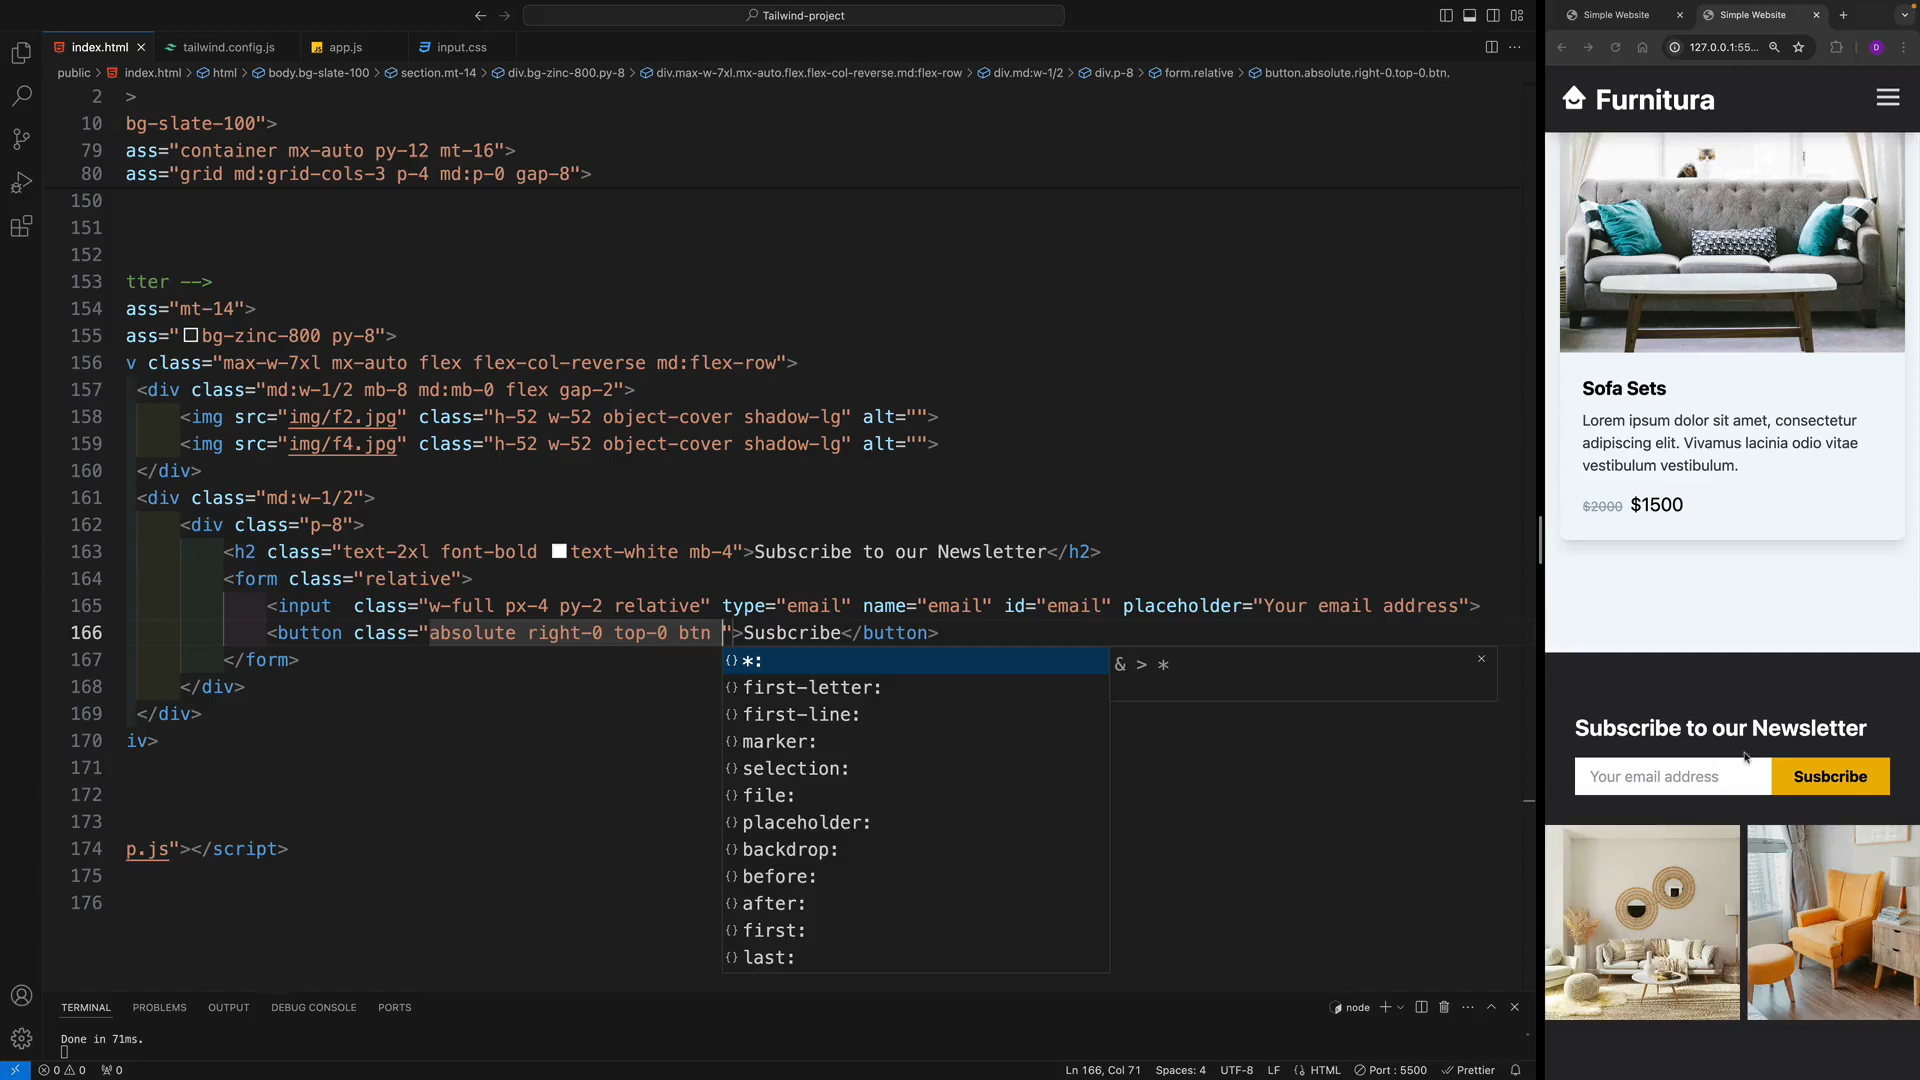 Tailwind-project
index.html
tailwind.config.js
app.js
input.css
public > index.html > html > body.bg-slate-100 > section.mt-14 > div.bg-zinc-800.py-8 > div.max-w-7xl.mx-auto.flex.flex-col-reverse.md:flex-row > div.md:w-1/2 > div.p-8 > form.relative > button.absolute.right-0.top-0.btn.
2 >
10 bg-slate-100">
79 ass="container mx-auto py-12 mt-16">
80 ass="grid md:grid-cols-3 p-4 md:p-0 gap-8">
150
151
152
153 tter -->
154 ass="mt-14">
155 ass="bg-zinc-800 py-8">
156 v class="max-w-7xl mx-auto flex flex-col-reverse md:flex-row">
157 <div class="md:w-1/2 mb-8 md:mb-0 flex gap-2">
158 <img src="img/f2.jpg" class="h-52 w-52 object-cover shadow-lg" alt="">
159 <img src="img/f4.jpg" class="h-52 w-52 object-cover shadow-lg" alt="">
160 </div>
161 <div class="md:w-1/2">
162 <div class="p-8">
163 <h2 class="text-2xl font-bold text-white mb-4">Subscribe to our Newsletter</h2>
164 <form class="relative">
165 <input  class="w-full px-4 py-2 relative" type="email" name="email" id="email" placeholder="Your email address">
166 <button class="absolute right-0 top-0 btn ">Susbcribe</button>
167 </form>
168 </div>
169 </div>
170 iv>
171
172
173
174 p.js"></script>
175
176
{} *:
& > *
{} first-letter:
{} first-line:
{} marker:
{} selection:
{} file:
{} placeholder:
{} backdrop:
{} before:
{} after:
{} first:
{} last:
TERMINAL PROBLEMS OUTPUT DEBUG CONSOLE PORTS
node
Done in 71ms.
0 0 0
Ln 166, Col 71 Spaces: 4 UTF-8 LF {} HTML Port : 5500 Prettier
Simple Website
Simple Website
127.0.0.1:55...
D
Furnitura
Sofa Sets
Lorem ipsum dolor sit amet, consectetur
adipiscing elit. Vivamus lacinia odio vitae
vestibulum vestibulum.
$2000 $1500
Subscribe to our Newsletter
Your email address
Susbcribe